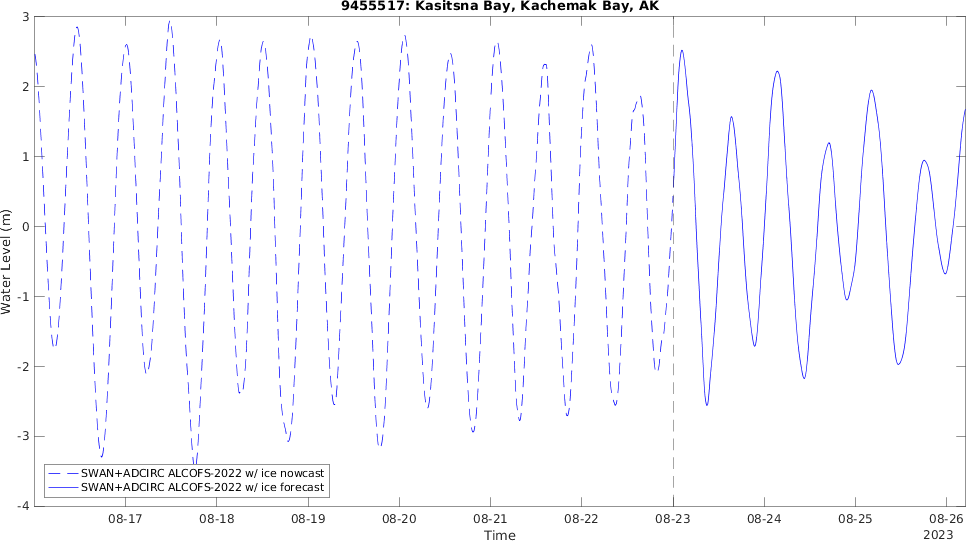 9455517: Kasitsna Bay, Kachemak Bay, AK
Water Level (m)
3
2
1
0
-1
-2
-3
-4
SWAN+ADCIRC ALCOFS-2022 w/ ice nowcast
SWAN+ADCIRC ALCOFS-2022 w/ ice forecast
08-17 08-18 08-19 08-20 08-21 08-22 08-23 08-24 08-25 08-26
Time
2023